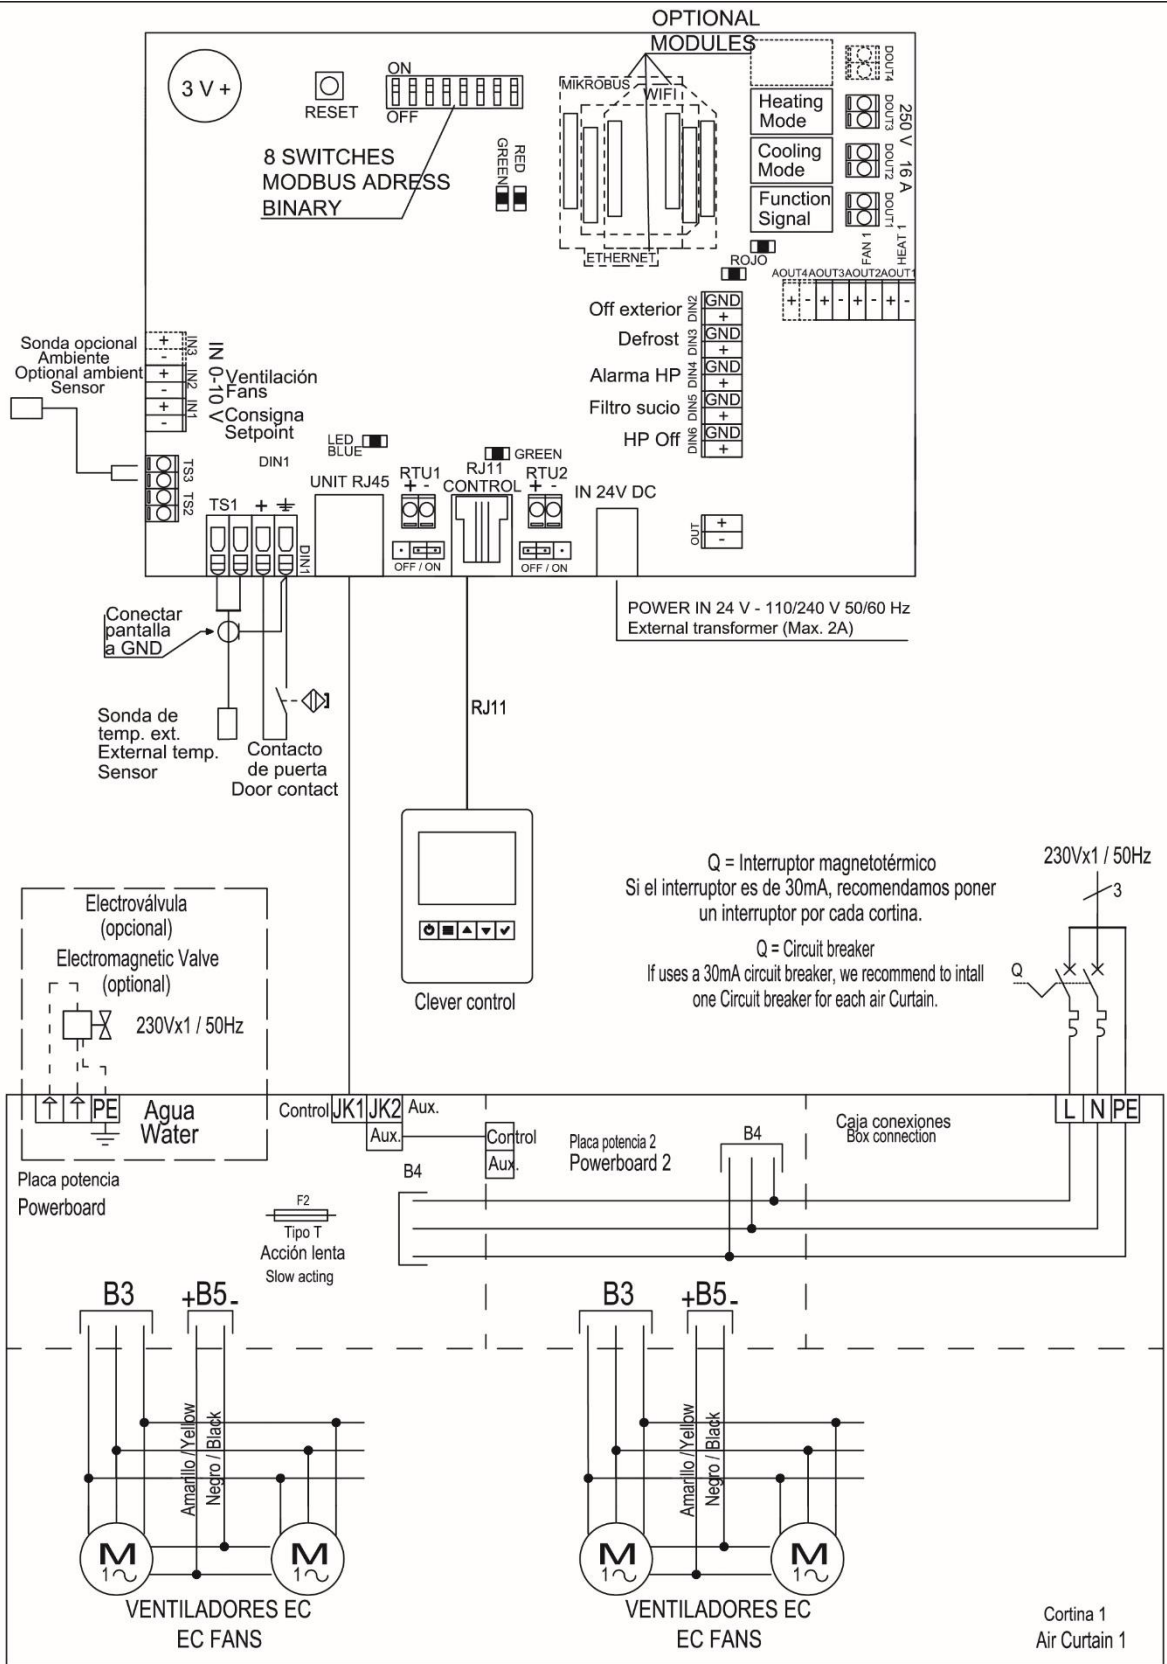 OPTIONAL
MODULES
3 V +
RESET
ON
OFF
8 SWITCHES
MODBUS ADRESS
BINARY
GREEN
RED
MIKROBUS
WIFI
ETHERNET
Heating
Mode
Cooling
Mode
Function
Signal
DOUT4
DOUT3
DOUT2
DOUT1
250 V 16 A
ROJO
FAN 1
HEAT 1
AOUT4 AOUT3 AOUT2 AOUT1
+ - + - + - + -
Off exterior DIN2 GND +
Defrost DIN3 GND +
Alarma HP DIN4 GND +
Filtro sucio DIN5 GND +
HP Off DIN6 GND +
Sonda opcional
Ambiente
Optional ambient
Sensor
+ - IN3
+ - IN2
+ - IN1
IN 0-10 V
Ventilación
Fans
Consigna
Setpoint
TS3
TS2
LED
BLUE
DIN1
GREEN
TS1 +
DIN1
UNIT RJ45
RTU1
+ -
OFF / ON
RJ11
CONTROL
RTU2
+ -
OFF / ON
IN 24V DC
OUT + -
Conectar
pantalla
a GND
POWER IN 24 V - 110/240 V 50/60 Hz
External transformer (Max. 2A)
RJ11
Sonda de
temp. ext.
External temp.
Sensor
Contacto
de puerta
Door contact
Clever control
Q = Interruptor magnetotérmico
Si el interruptor es de 30mA, recomendamos poner
un interruptor por cada cortina.
Q = Circuit breaker
If uses a 30mA circuit breaker, we recommend to intall
one Circuit breaker for each air Curtain.
230Vx1 / 50Hz
3
Q
Electroválvula
(opcional)
Electromagnetic Valve
(optional)
230Vx1 / 50Hz
PE
Agua
Water
Control JK1 JK2 Aux.
Aux.
Control
Aux.
Placa potencia 2
Powerboard 2
B4
Caja conexiones
Box connection
L N PE
Placa potencia
Powerboard
F2
Tipo T
Acción lenta
Slow acting
B4
B3
+B5-
Amarillo /Yellow
Negro / Black
M
1
M
1
VENTILADORES EC
EC FANS
B3
+B5-
Amarillo /Yellow
Negro / Black
M
1
M
1
VENTILADORES EC
EC FANS
Cortina 1
Air Curtain 1